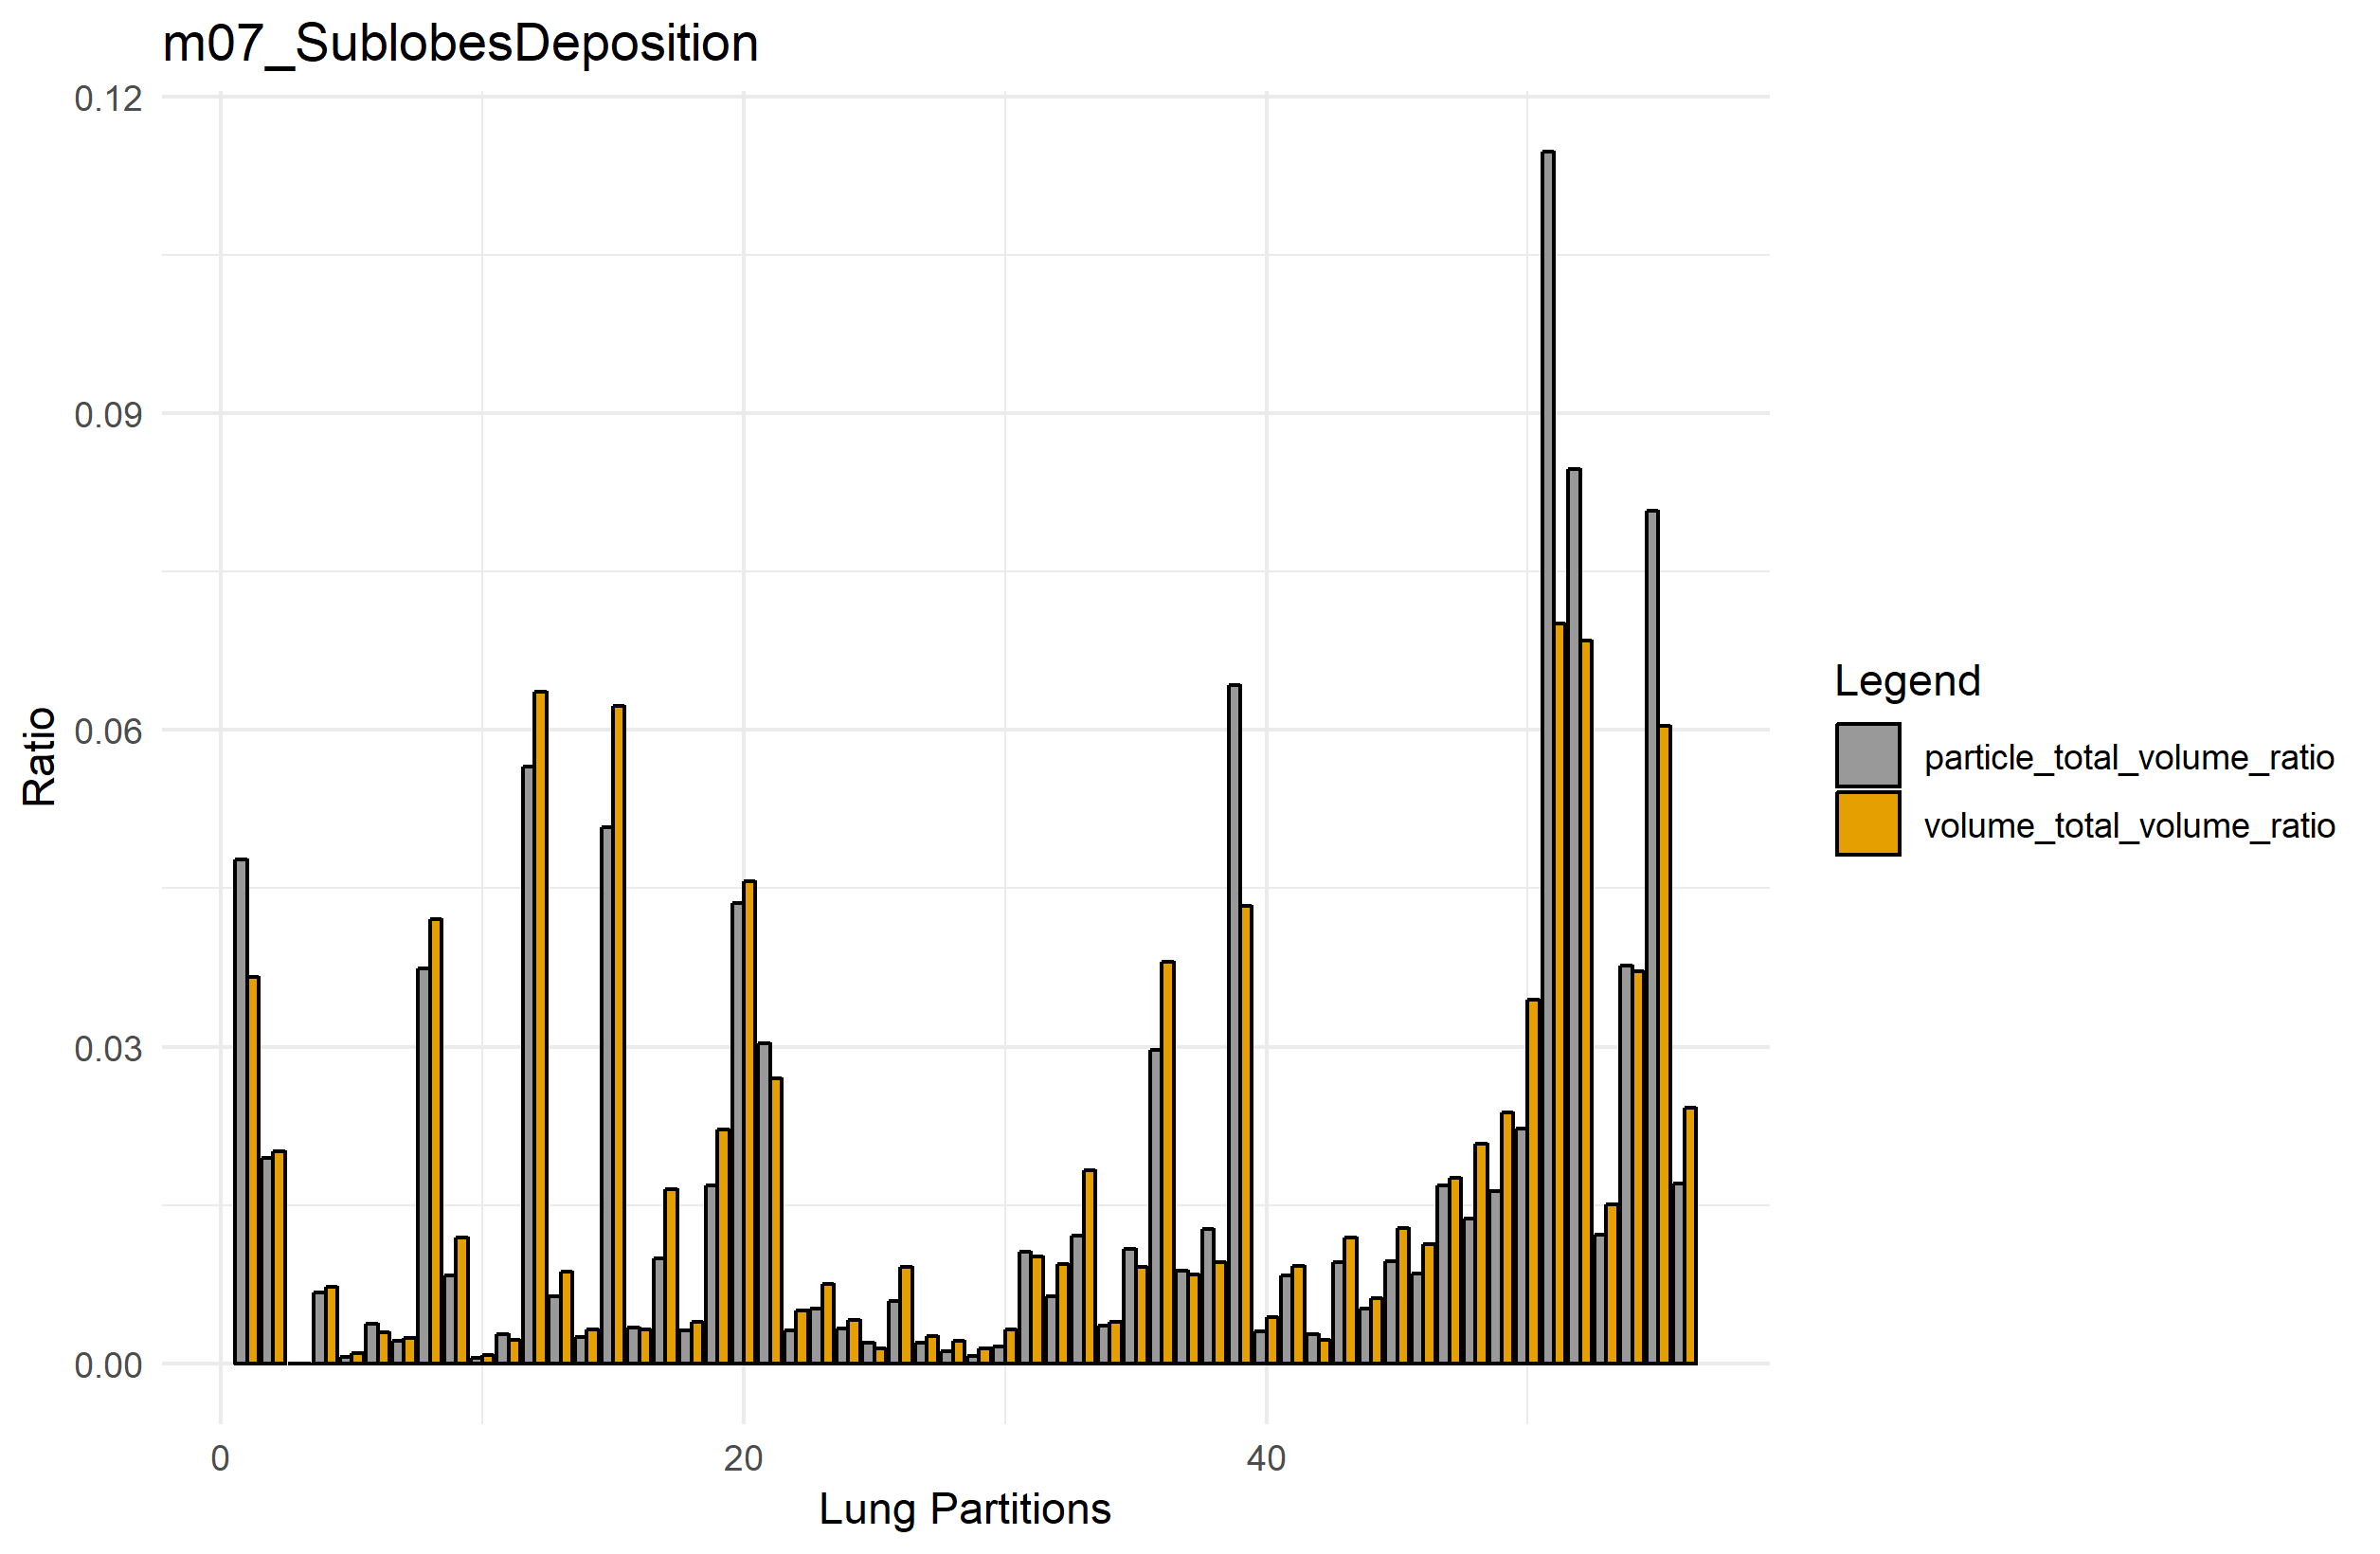 m07_SublobesDeposition
0.12
0.09
0.06
0.03
0.00
Ratio
0
20
40
Lung Partitions
Legend
particle_total_volume_ratio
volume_total_volume_ratio